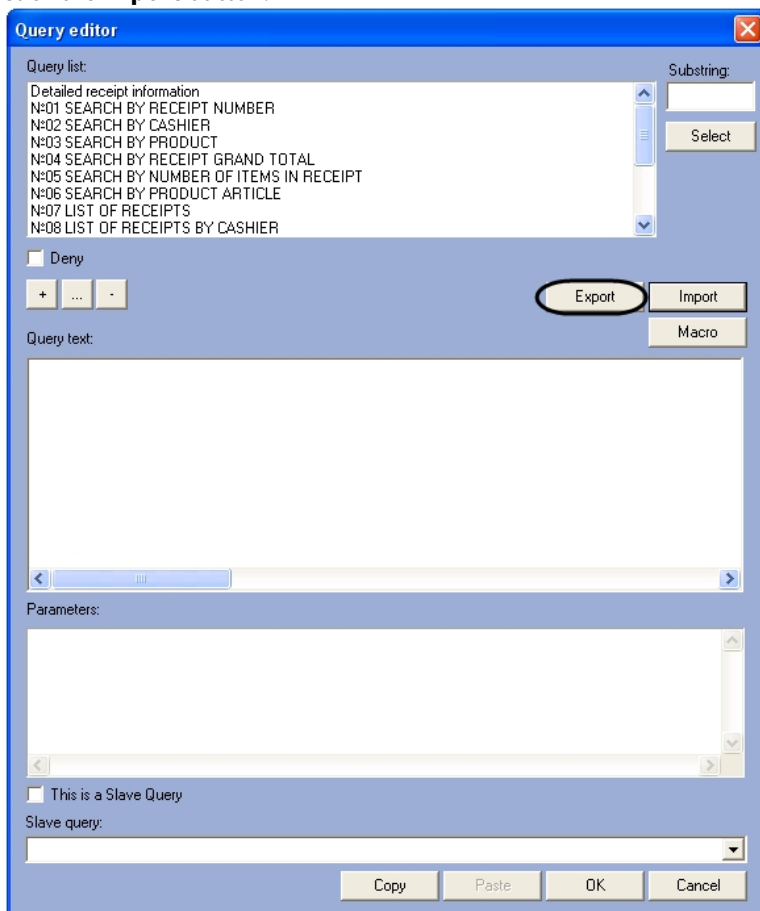 Query editor
Query list:
Substring:
Detailed receipt information
№01 SEARCH BY RECEIPT NUMBER
№02 SEARCH BY CASHIER
№03 SEARCH BY PRODUCT
Select
№04 SEARCH BY RECEIPT GRAND TOTAL
№05 SEARCH BY NUMBER OF ITEMS IN RECEIPT
№06 SEARCH BY PRODUCT ARTICLE
№07 LIST OF RECEIPTS
№08 LIST OF RECEIPTS BY CASHIER
Deny
+ ... -
Export Import
Macro
Query text:
Parameters:
This is a Slave Query
Slave query:
Copy Paste OK Cancel